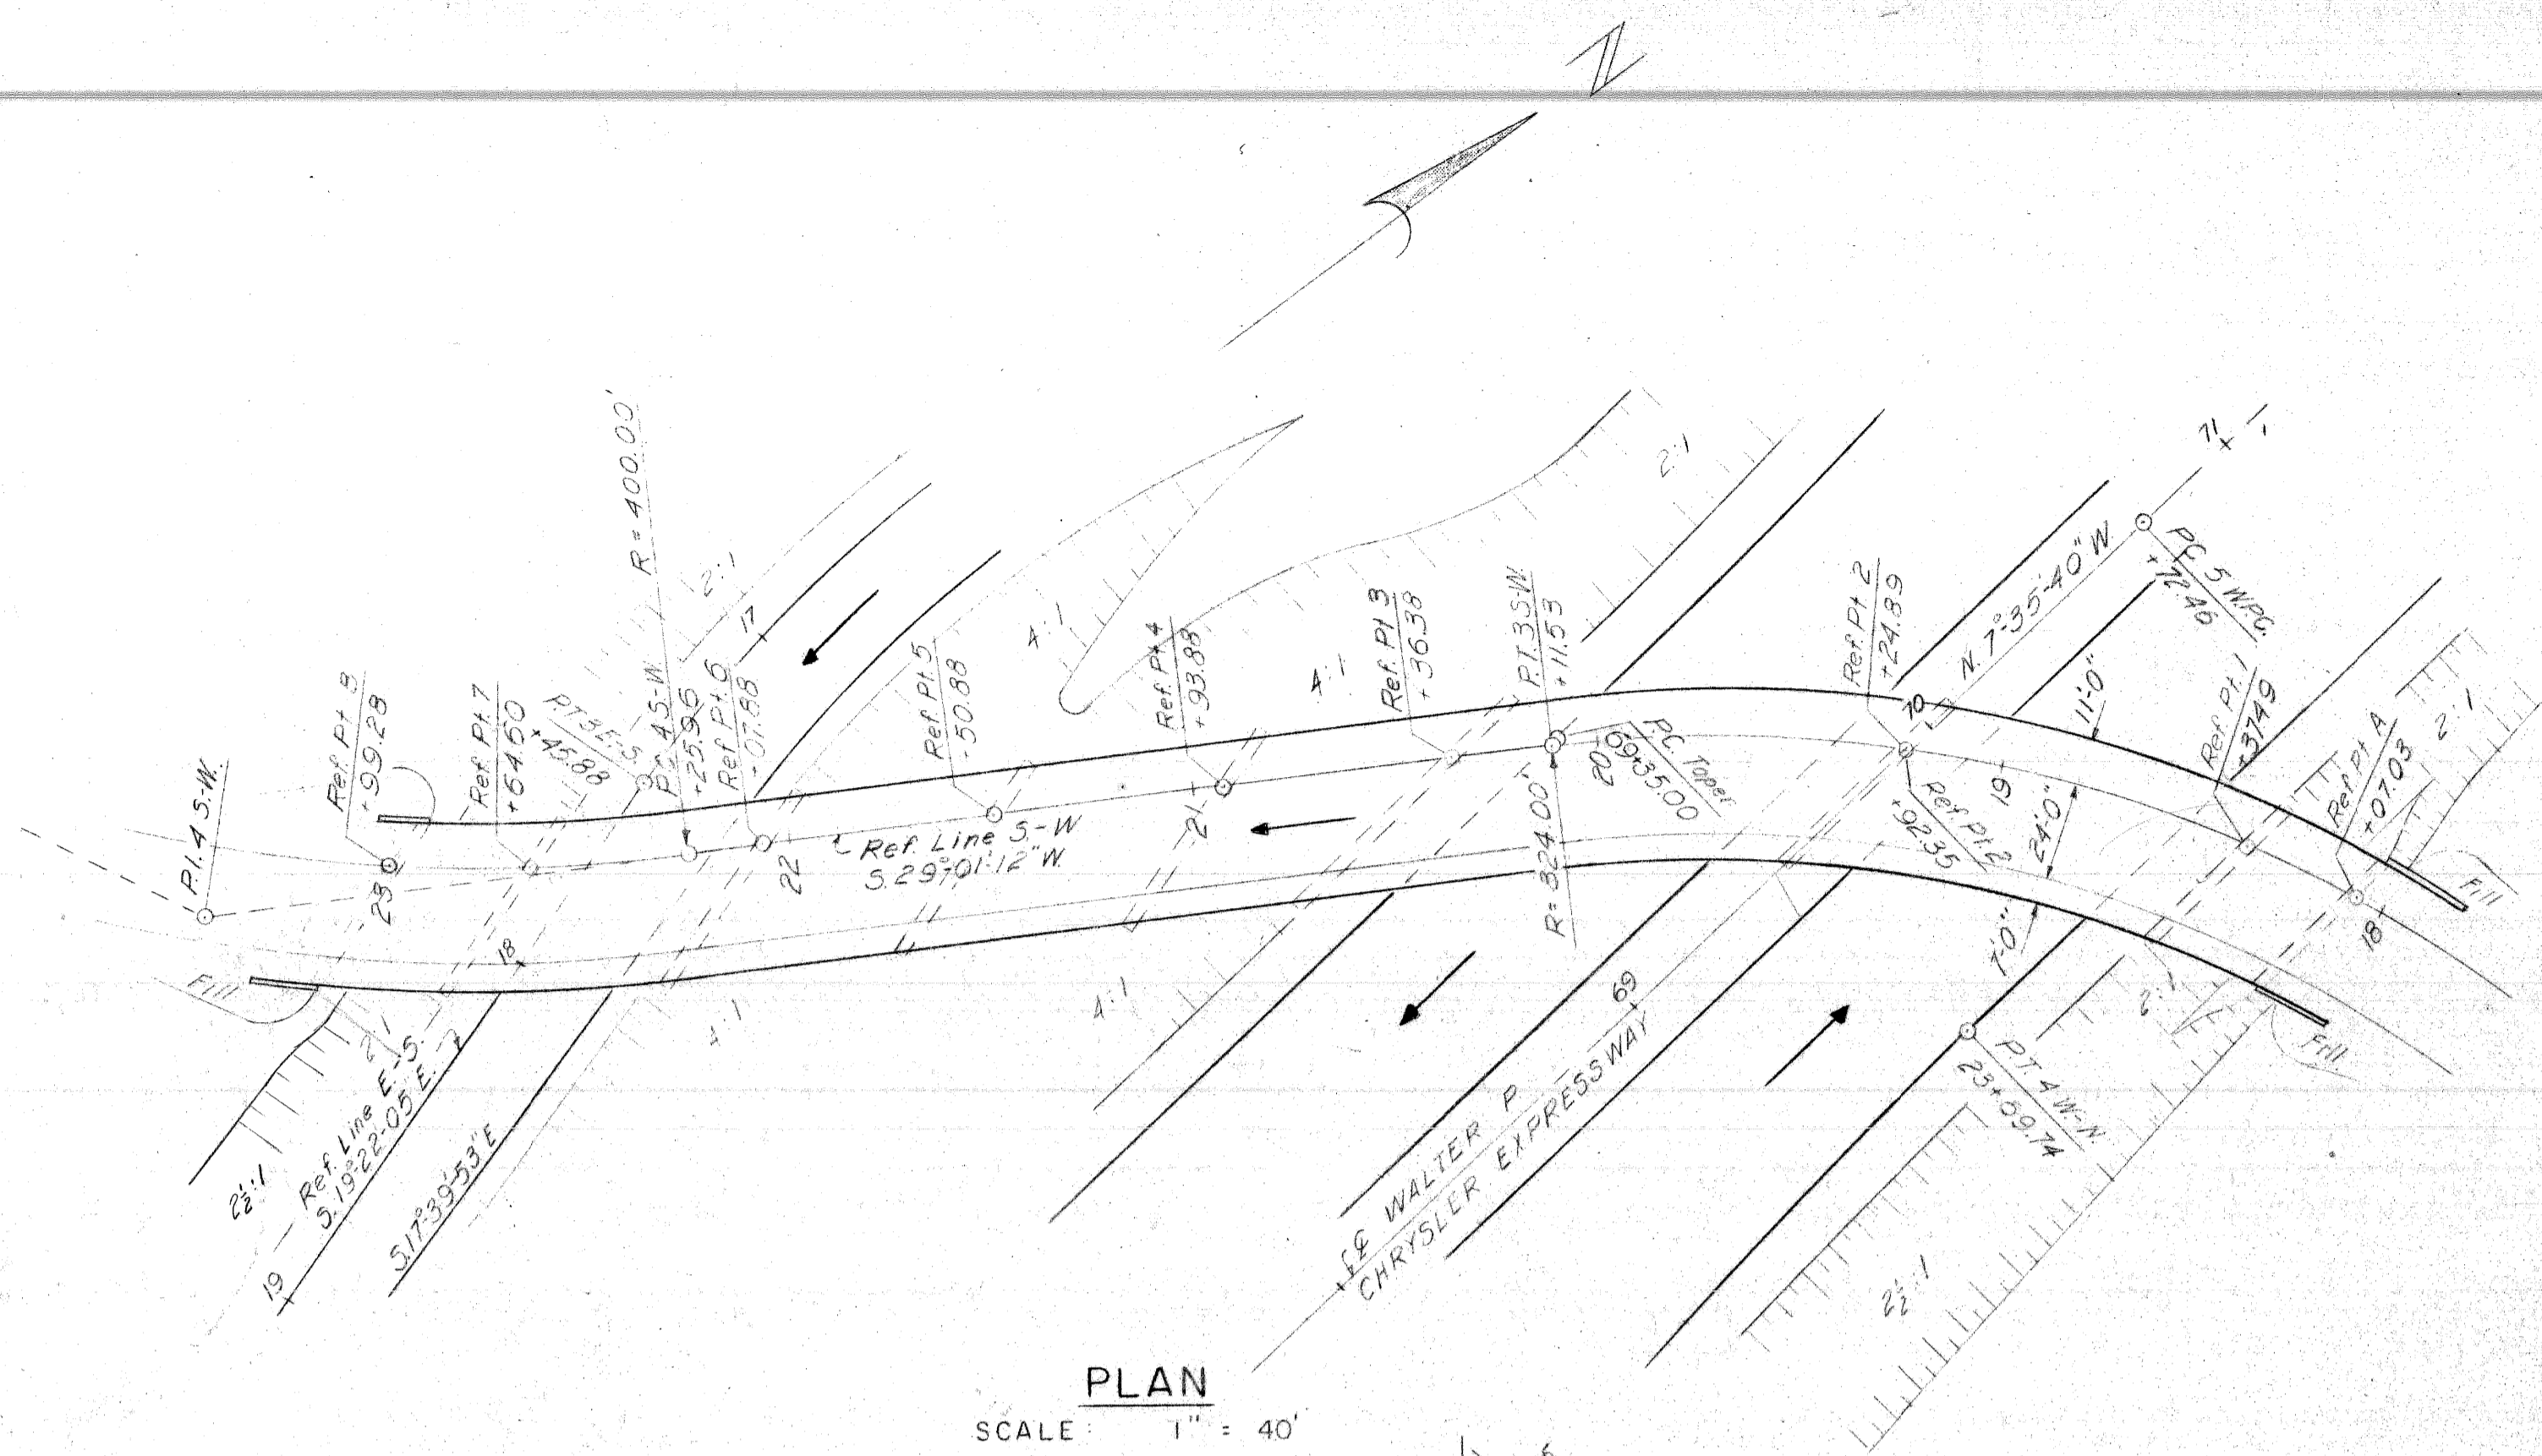 N
R = 400.00'
2:1
71
P.C. 5 W.P.C.
+72.46
N. 7°-35'-40" W.
2:1
17
4:1
4:1
P.I. 4 S-W.
Ref. Pt. 8
+99.28
Ref. Pt. 7
+64.60
P.T. 3 E-S
+45.88
P.C. 4 S-W
+25.96
Ref. Pt. 6
+07.88
Ref. Pt. 5
+50.88
Ref. Pt. 4
+93.88
Ref. Pt. 3
+36.38
P.T. 3 S-W.
+11.53
Ref. Pt. 2
+24.89
70
11'-0"
Ref. Pt. 1
+37.49
Ref. Pt. A
+07.03
2:1
20
P.C. Taper
69+35.00
19
Ref. Pt. 2
+92.35
24'-0"
23
22
Ref. Line S.-W
S. 29°-01'-12" W.
21
R = 324.00'
Fill
18
18
Fill
2:1
4:1
4:1
69
1'-0"
2:1
Fill
P.T. 4 W-N
23+69.74
2½:1
Ref. Line E.-S.
S. 19°-22'-05" E.
S. 17°-39'-53" E
19
℄ WALTER P.
CHRYSLER EXPRESSWAY
2½:1
PLAN
SCALE: 1" = 40'